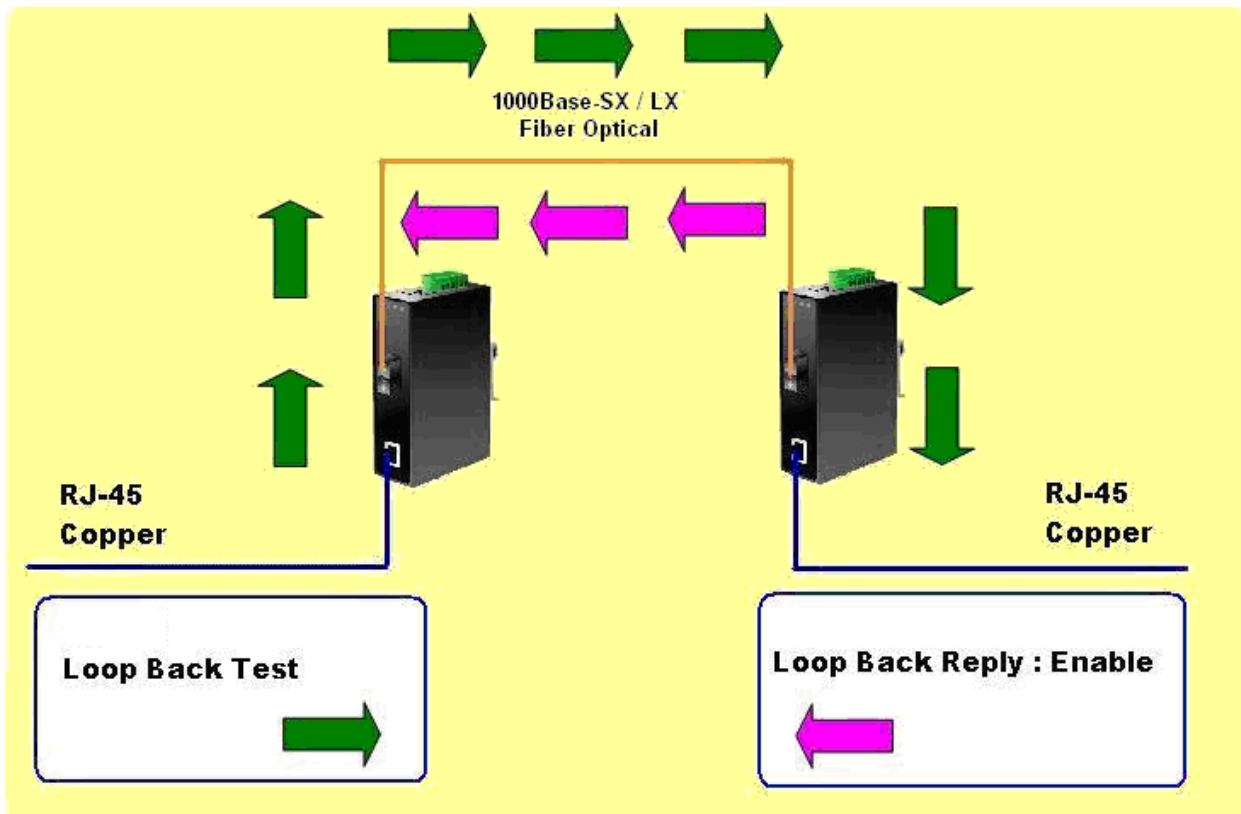 1000Base-SX / LX
Fiber Optical
RJ-45
Copper
RJ-45
Copper
Loop Back Test
Loop Back Reply : Enable